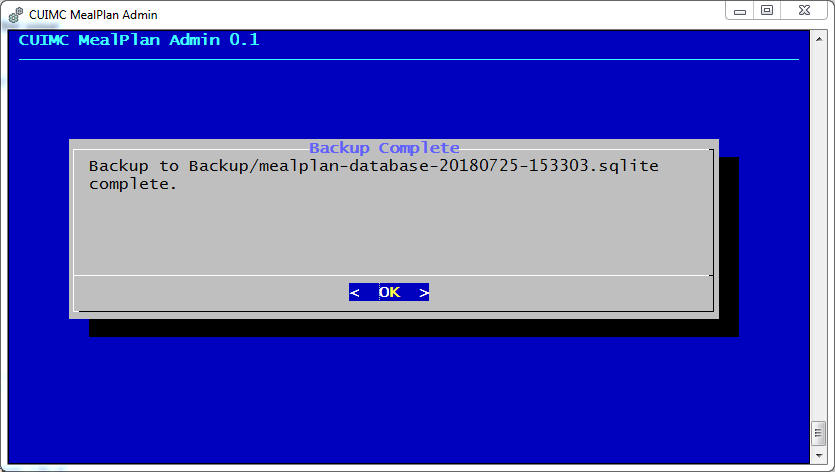 CUIMC MealPlan Admin
CUIMC MealPlan Admin 0.1
Backup Complete
Backup to Backup/mealplan-database-20180725-153303.sqlite
complete.
< OK >